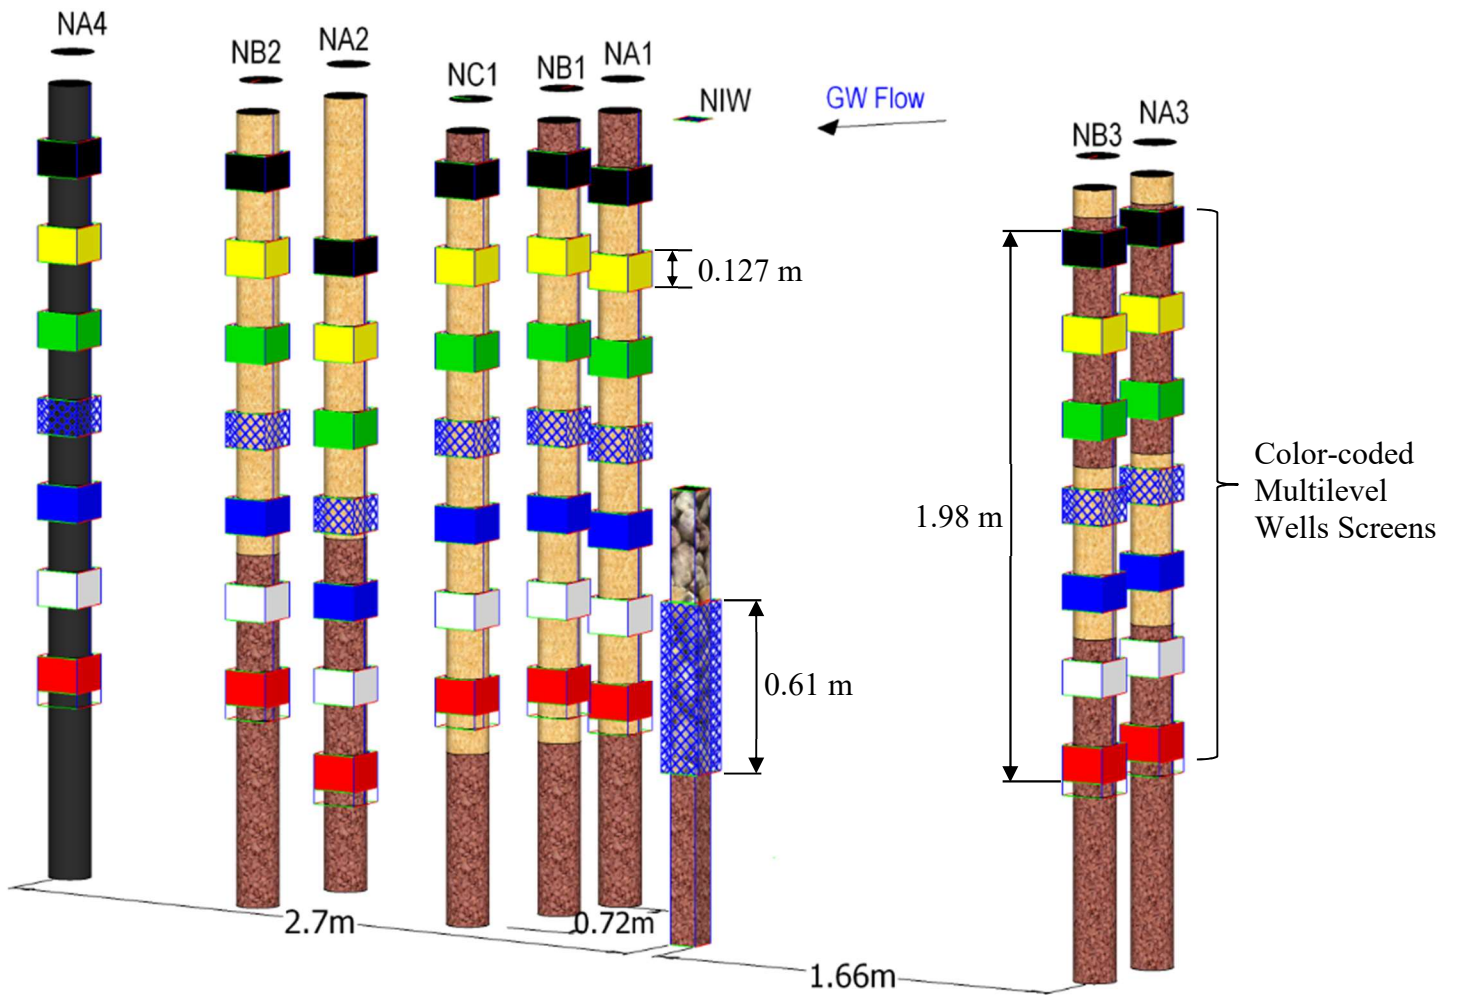 NA4
NB2
NA2
NC1
NB1
NA1
NIW
GW Flow
NB3
NA3
0.127 m
1.98 m
Color-coded
Multilevel
Wells Screens
0.61 m
2.7m
0.72m
1.66m